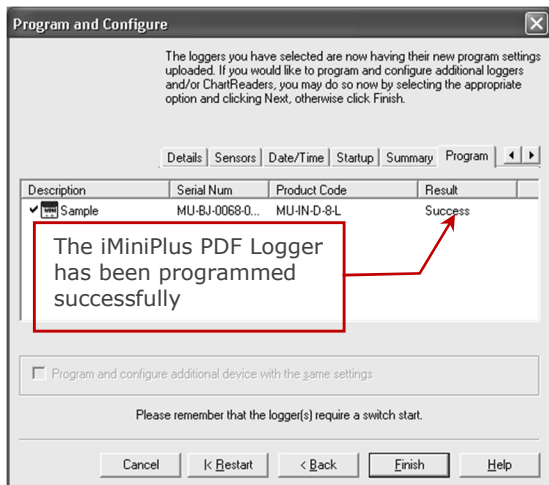 Program and Configure
The loggers you have selected are now having their new program settings
uploaded. If you would like to program and configure additional loggers
and/or ChartReaders, you may do so now by selecting the appropriate
option and clicking Next, otherwise click Finish.
Details Sensors Date/Time Startup Summary Program
Description Serial Num Product Code Result
MINI Sample MU-BJ-0068-0... MU-IN-D-8-L Success
The iMiniPlus PDF Logger
has been programmed
successfully
Program and configure additional device with the same settings
Please remember that the logger(s) require a switch start.
Cancel |< Restart < Back Finish Help